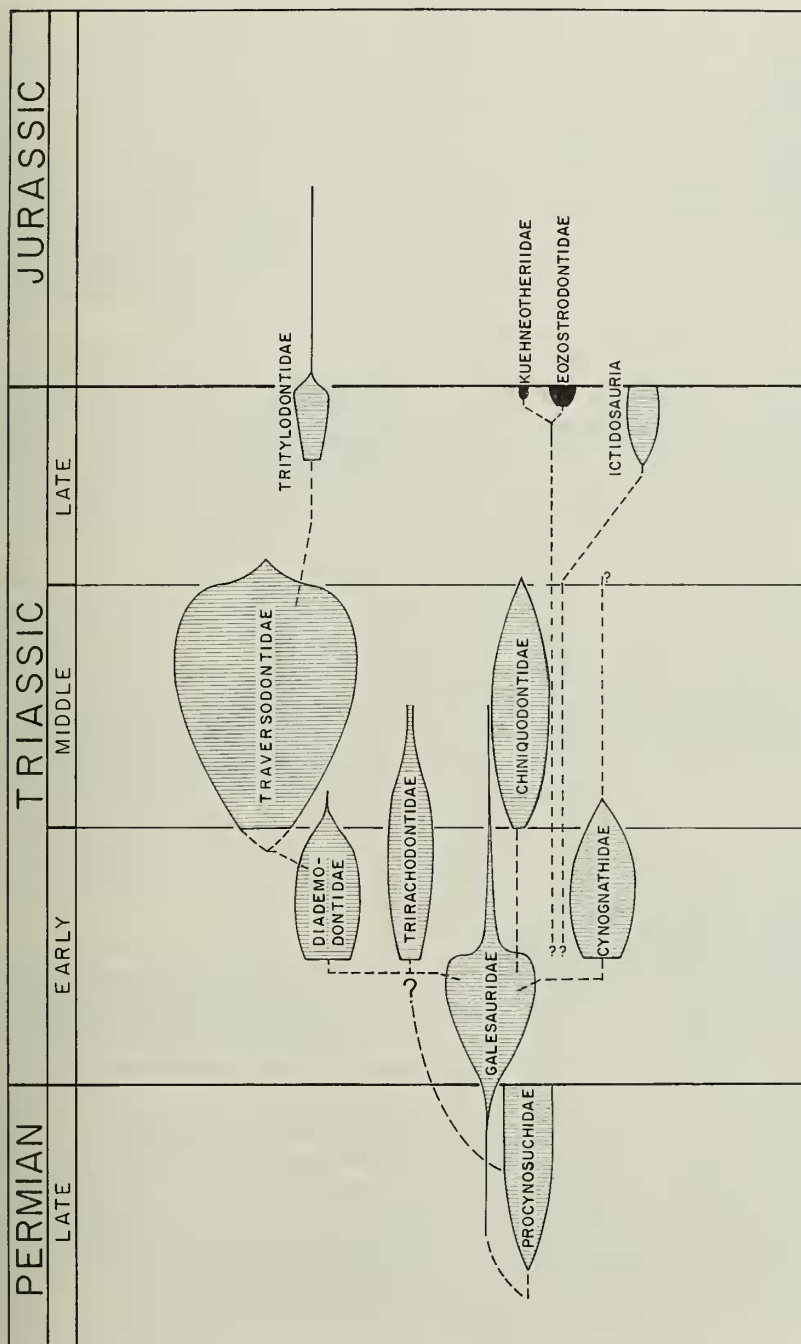 JURASSIC
TRIASSIC
PERMIAN
LATE
MIDDLE
EARLY
LATE
TRITYLODONTIDAE
KUEHNEOTHERIIDAE
EOZOSTRODONTIDAE
ICTIDOSAURIA
TRAVERSODONTIDAE
CHINIQUODONTIDAE
?
DIADEMO-
DONTIDAE
TRIRACHODONTIDAE
?
GALESAURIDAE
??
CYNOGNATHIDAE
PROCYNOSUCHIDAE